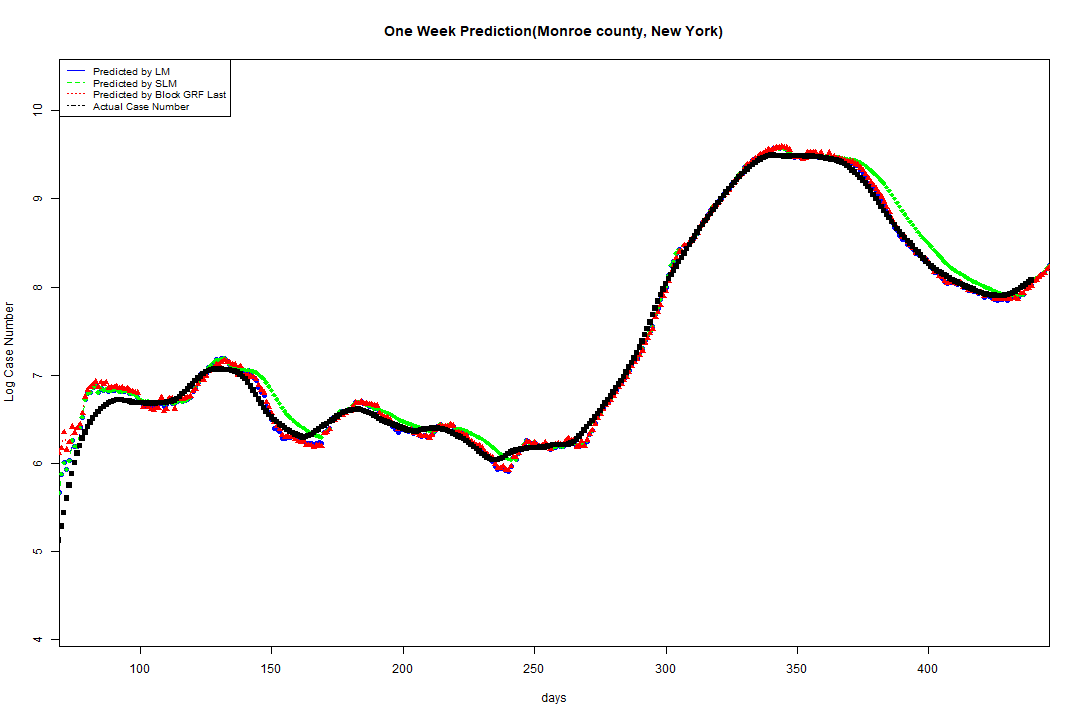 One Week Prediction(Monroe county, New York)
Predicted by LM
Predicted by SLM
Predicted by Block GRF Last
Actual Case Number
Log Case Number
10
9
8
7
6
5
4
100 150 200 250 300 350 400
days